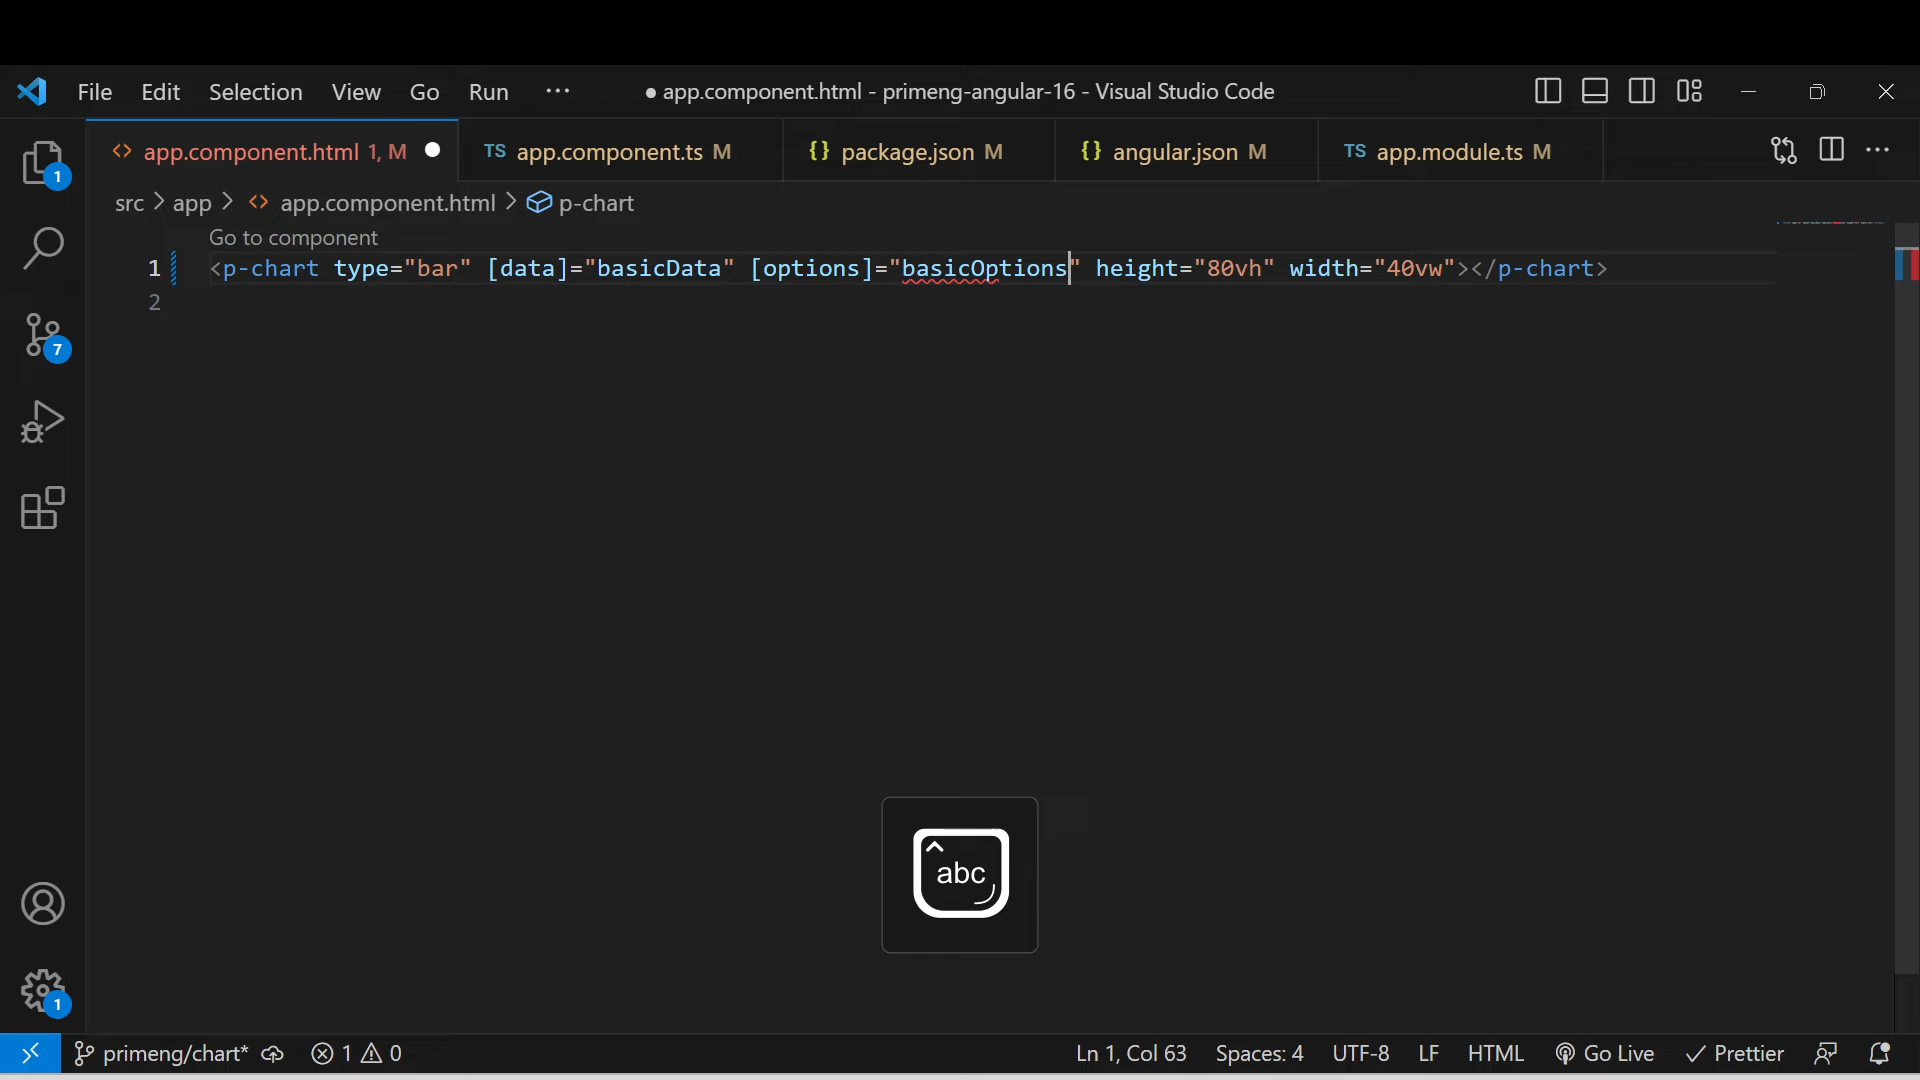 File Edit Selection View Go Run ··· ● app.component.html - primeng-angular-16 - Visual Studio Code
<> app.component.html 1, M TS app.component.ts M {} package.json M {} angular.json M TS app.module.ts M
src > app > <> app.component.html > p-chart
Go to component
1 <p-chart type="bar" [data]="basicData" [options]="basicOptions" height="80vh" width="40vw"></p-chart>
2
1
7
abc
1
primeng/chart* 1 0 Ln 1, Col 63 Spaces: 4 UTF-8 LF HTML Go Live Prettier